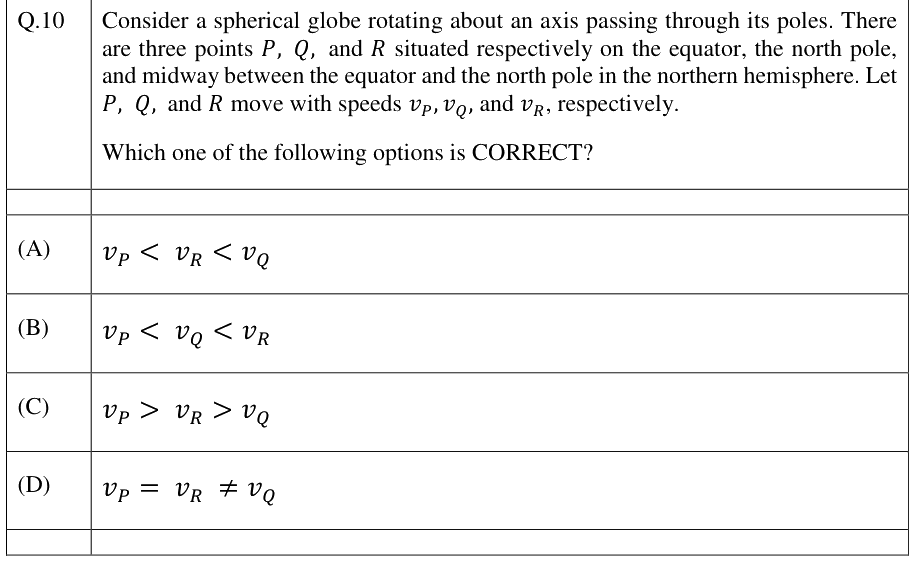 Q.10 Consider a spherical globe rotating about an axis passing through its poles. There
are three points P, Q, and R situated respectively on the equator, the north pole,
and midway between the equator and the north pole in the northern hemisphere. Let
P, Q, and R move with speeds v_P, v_Q, and v_R, respectively.
Which one of the following options is CORRECT?
(A) v_P < v_R < v_Q
(B) v_P < v_Q < v_R
(C) v_P > v_R > v_Q
(D) v_P = v_R ≠ v_Q